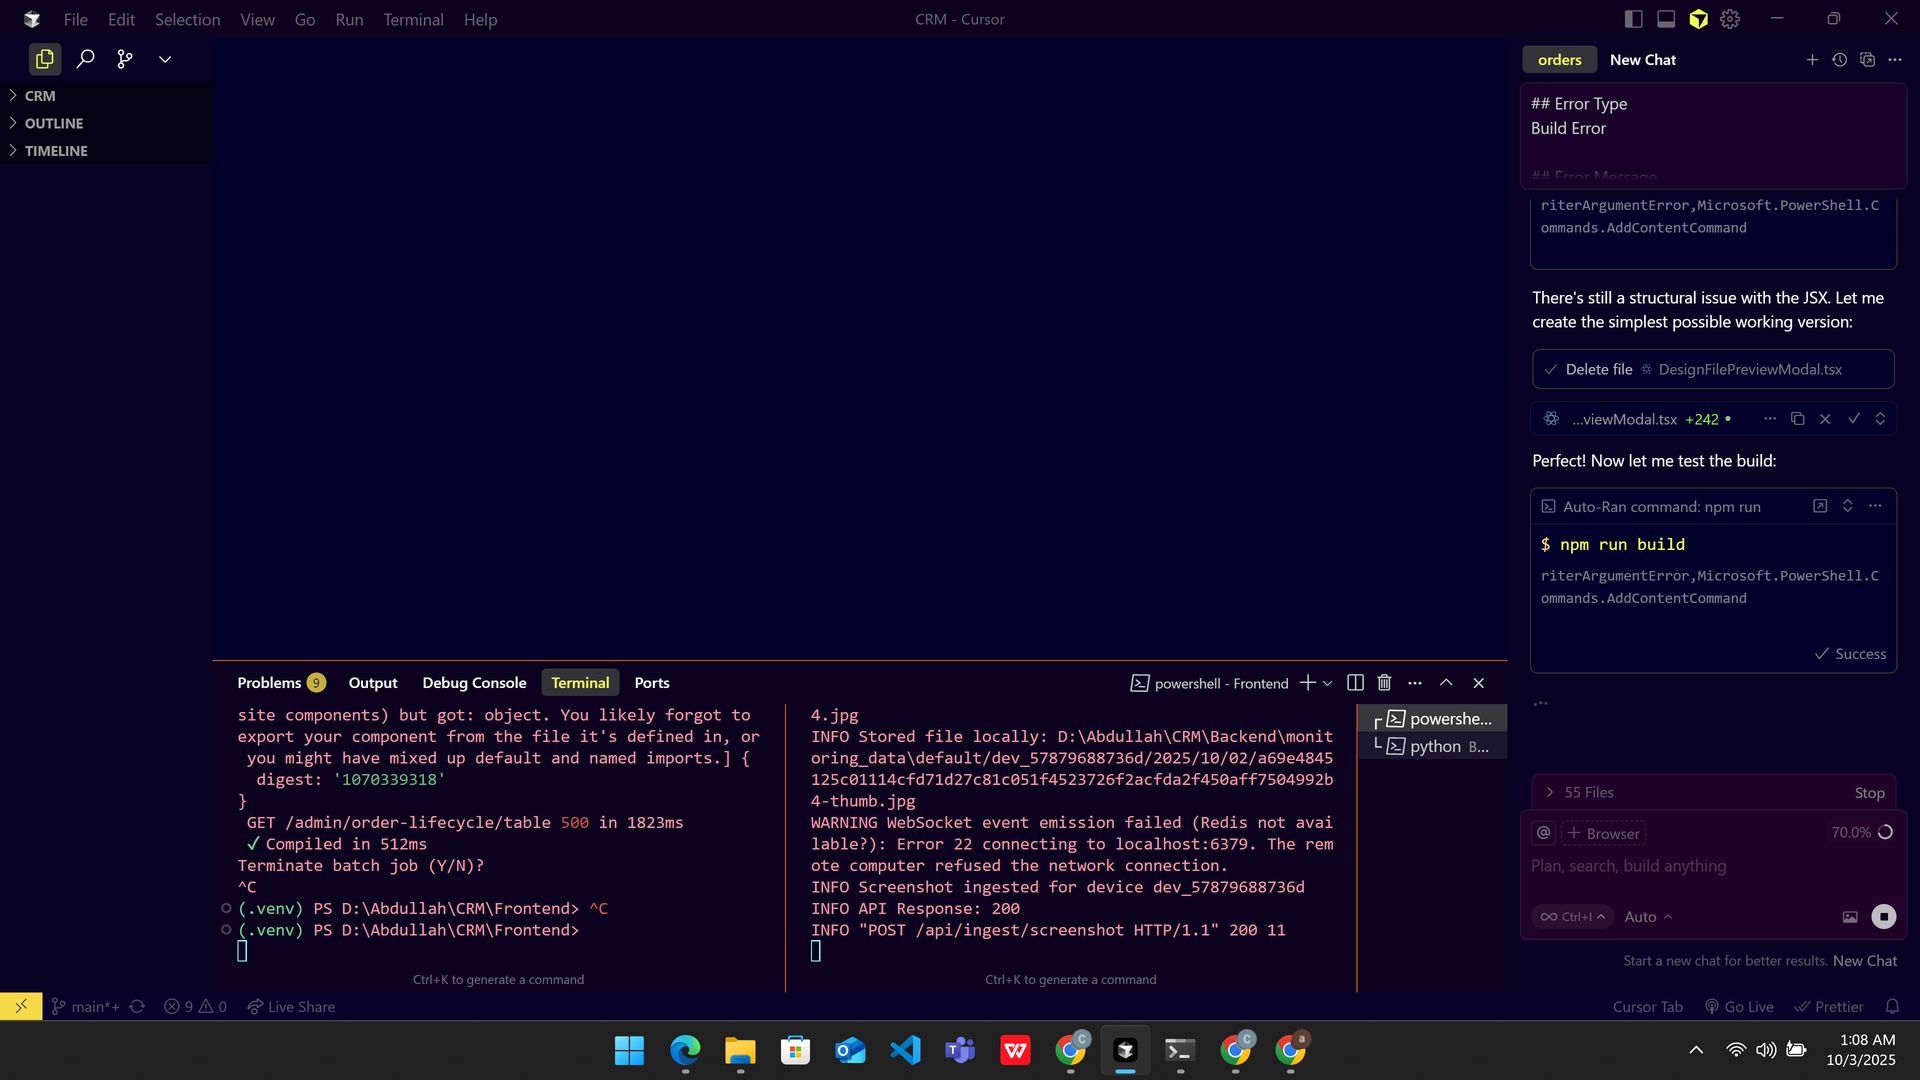 File Edit Selection View Go Run Terminal Help
CRM - Cursor
CRM
OUTLINE
TIMELINE
orders New Chat
## Error Type
Build Error
## Error Message
riterArgumentError,Microsoft.PowerShell.C
ommands.AddContentCommand
There's still a structural issue with the JSX. Let me
create the simplest possible working version:
Delete file DesignFilePreviewModal.tsx
...viewModal.tsx +242
Perfect! Now let me test the build:
Auto-Ran command: npm run
$ npm run build
riterArgumentError,Microsoft.PowerShell.C
ommands.AddContentCommand
Success
55 Files Stop
@ + Browser 70.0%
Plan, search, build anything
∞ Ctrl+I Auto
Start a new chat for better results. New Chat
Problems 9 Output Debug Console Terminal Ports
powershell - Frontend
site components) but got: object. You likely forgot to
export your component from the file it's defined in, or
you might have mixed up default and named imports.] {
digest: '1070339318'
}
GET /admin/order-lifecycle/table 500 in 1823ms
✓ Compiled in 512ms
Terminate batch job (Y/N)?
^C
(.venv) PS D:\Abdullah\CRM\Frontend> ^C
(.venv) PS D:\Abdullah\CRM\Frontend>
Ctrl+K to generate a command
4.jpg
INFO Stored file locally: D:\Abdullah\CRM\Backend\monit
oring_data\default/dev_57879688736d/2025/10/02/a69e4845
125c01114cfd71d27c81c051f4523726f2acfda2f450aff7504992b
4-thumb.jpg
WARNING WebSocket event emission failed (Redis not avai
lable?): Error 22 connecting to localhost:6379. The rem
ote computer refused the network connection.
INFO Screenshot ingested for device dev_57879688736d
INFO API Response: 200
INFO "POST /api/ingest/screenshot HTTP/1.1" 200 11
Ctrl+K to generate a command
powershe...
python B...
main*+ 9 0 Live Share
Cursor Tab Go Live Prettier
1:08 AM
10/3/2025